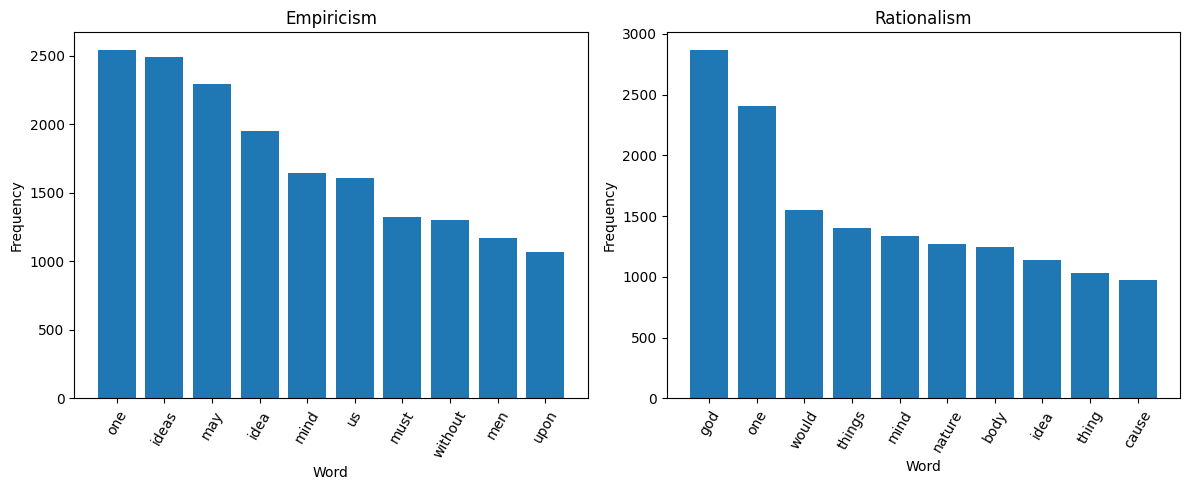 Empiricism
Frequency
2500
2000
1500
1000
500
0
one
ideas
may
idea
mind
us
must
without
men
upon
Word
Rationalism
Frequency
3000
2500
2000
1500
1000
500
0
god
one
would
things
mind
nature
body
idea
thing
cause
Word